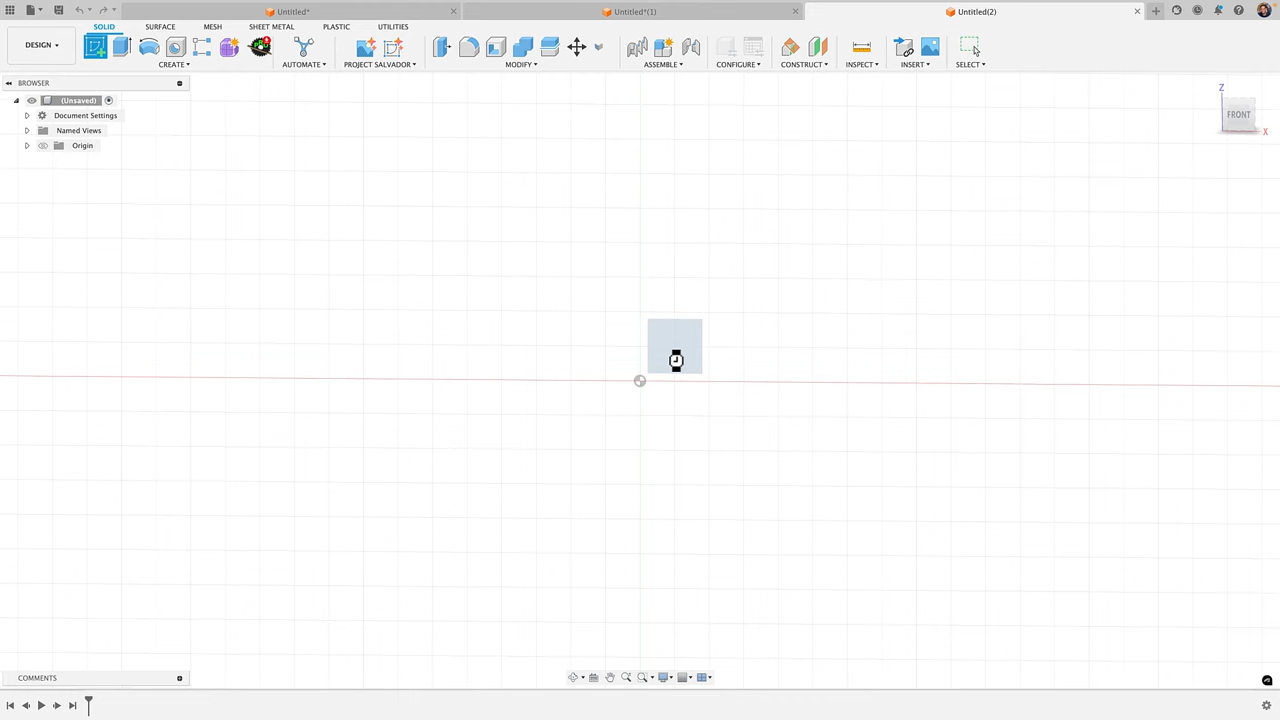 Untitled*
Untitled*(1)
Untitled(2)
SOLID
SURFACE
MESH
SHEET METAL
PLASTIC
UTILITIES
DESIGN
CREATE
AUTOMATE
PROJECT SALVADOR
MODIFY
ASSEMBLE
CONFIGURE
CONSTRUCT
INSPECT
INSERT
SELECT
BROWSER
(Unsaved)
Document Settings
Named Views
Origin
Z
FRONT
X
COMMENTS